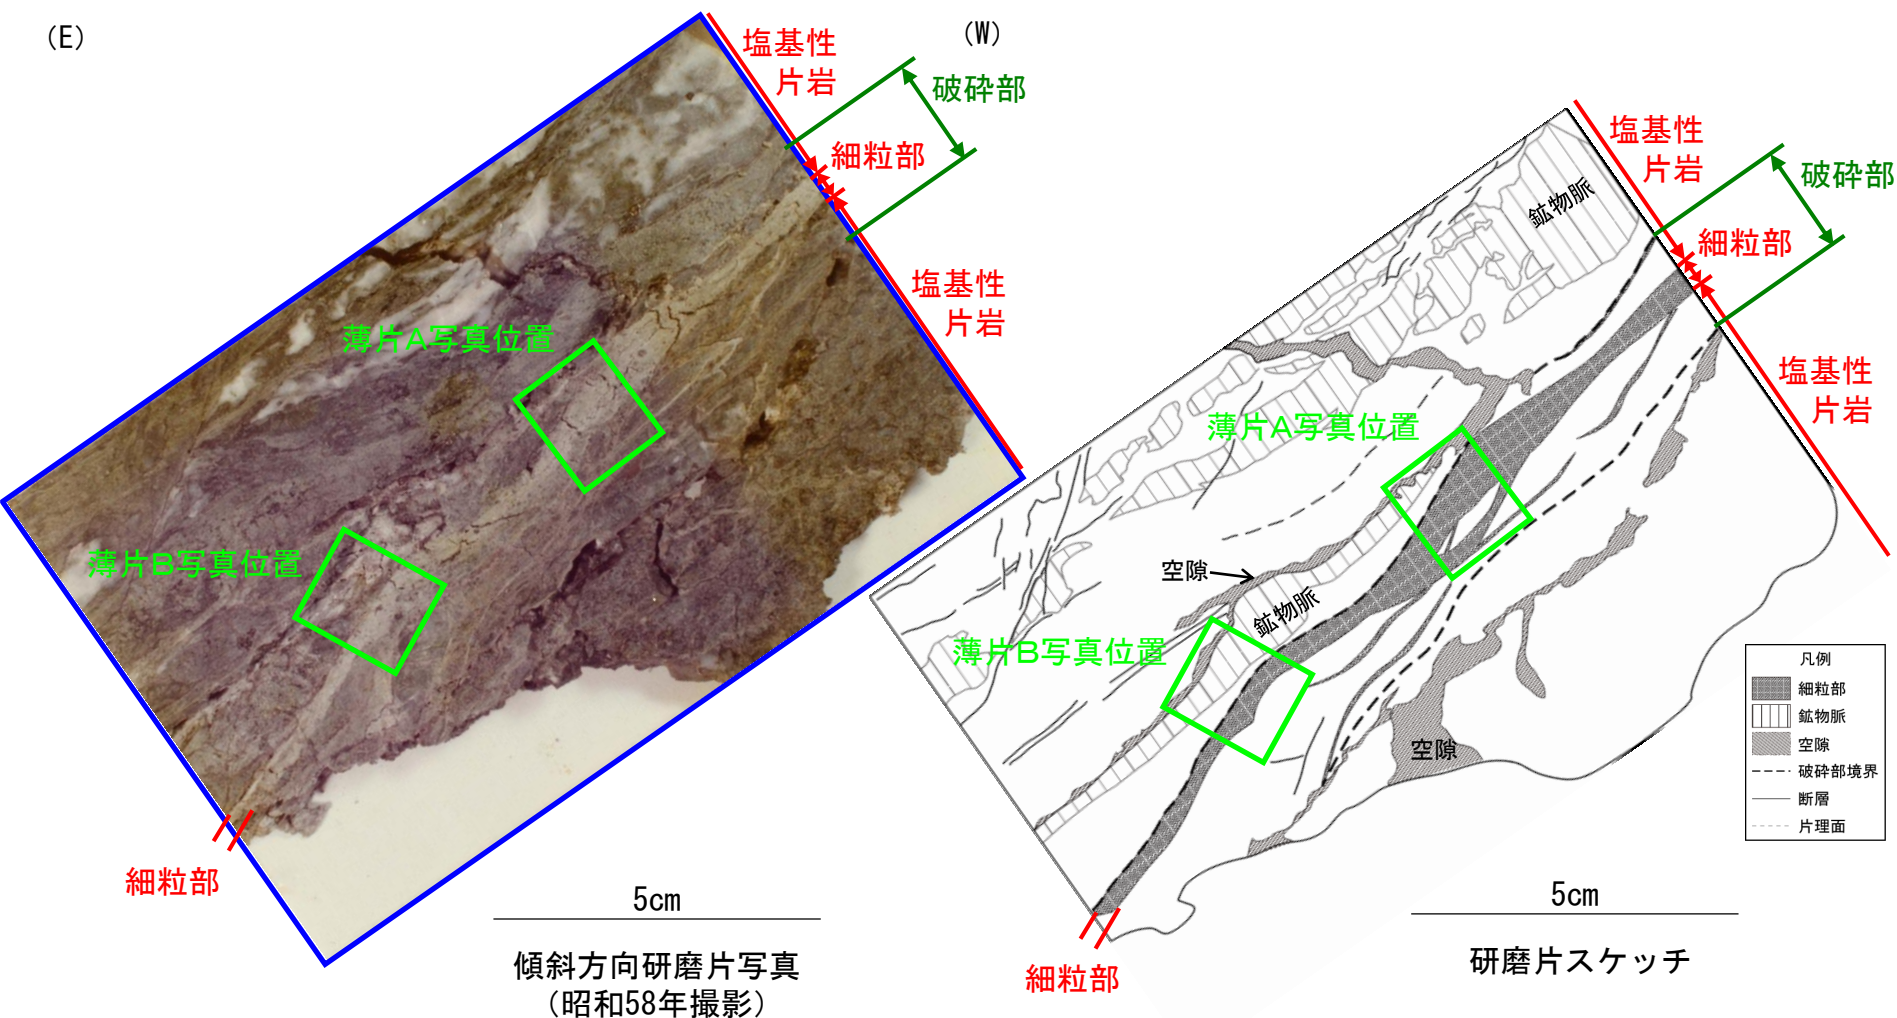 (E)
塩基性
片岩
破砕部
細粒部
塩基性
片岩
薄片A写真位置
薄片B写真位置
細粒部
5cm
傾斜方向研磨片写真
(昭和58年撮影)
(W)
塩基性
片岩
破砕部
細粒部
塩基性
片岩
鉱物脈
薄片A写真位置
空隙
鉱物脈
薄片B写真位置
空隙
凡例
細粒部
鉱物脈
空隙
破砕部境界
断層
片理面
細粒部
5cm
研磨片スケッチ